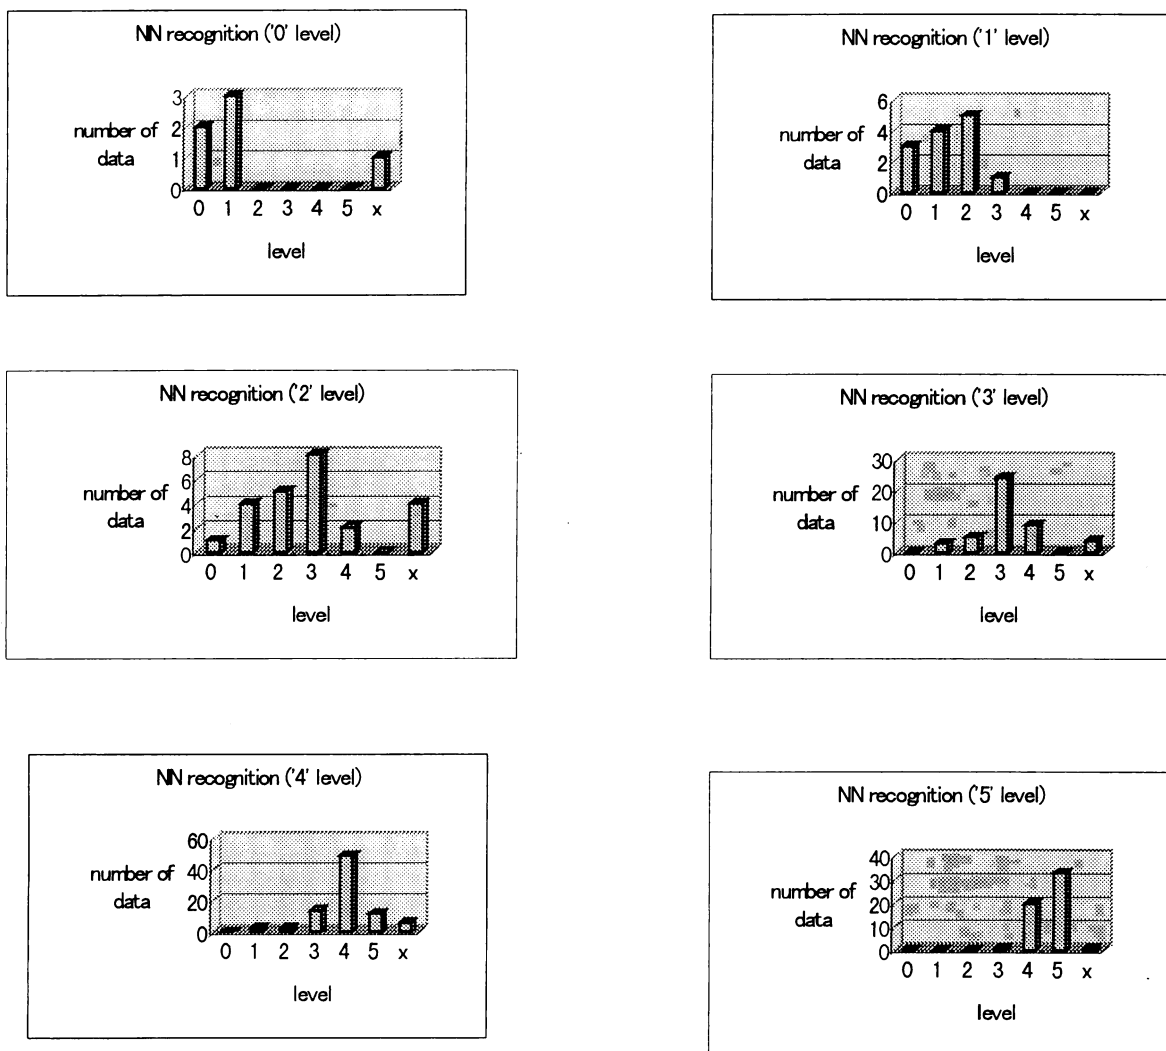 NN recognition ('0' level)
number of
data
3
2
1
0
0 1 2 3 4 5 x
level
NN recognition ('1' level)
number of
data
6
4
2
0
0 1 2 3 4 5 x
level
NN recognition ('2' level)
number of
data
8
6
4
2
0
0 1 2 3 4 5 x
level
NN recognition ('3' level)
number of
data
30
20
10
0
0 1 2 3 4 5 x
level
NN recognition ('4' level)
number of
data
60
40
20
0
0 1 2 3 4 5 x
level
NN recognition ('5' level)
number of
data
40
30
20
10
0
0 1 2 3 4 5 x
level